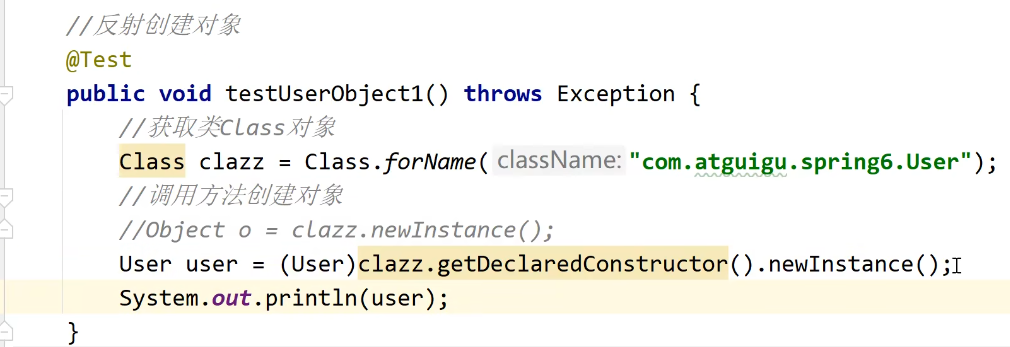 //反射创建对象
@Test
public void testUserObject1() throws Exception {
//获取类Class对象
Class clazz = Class.forName( className: "com.atguigu.spring6.User");
//调用方法创建对象
//Object o = clazz.newInstance();
User user = (User)clazz.getDeclaredConstructor().newInstance();
System.out.println(user);
}